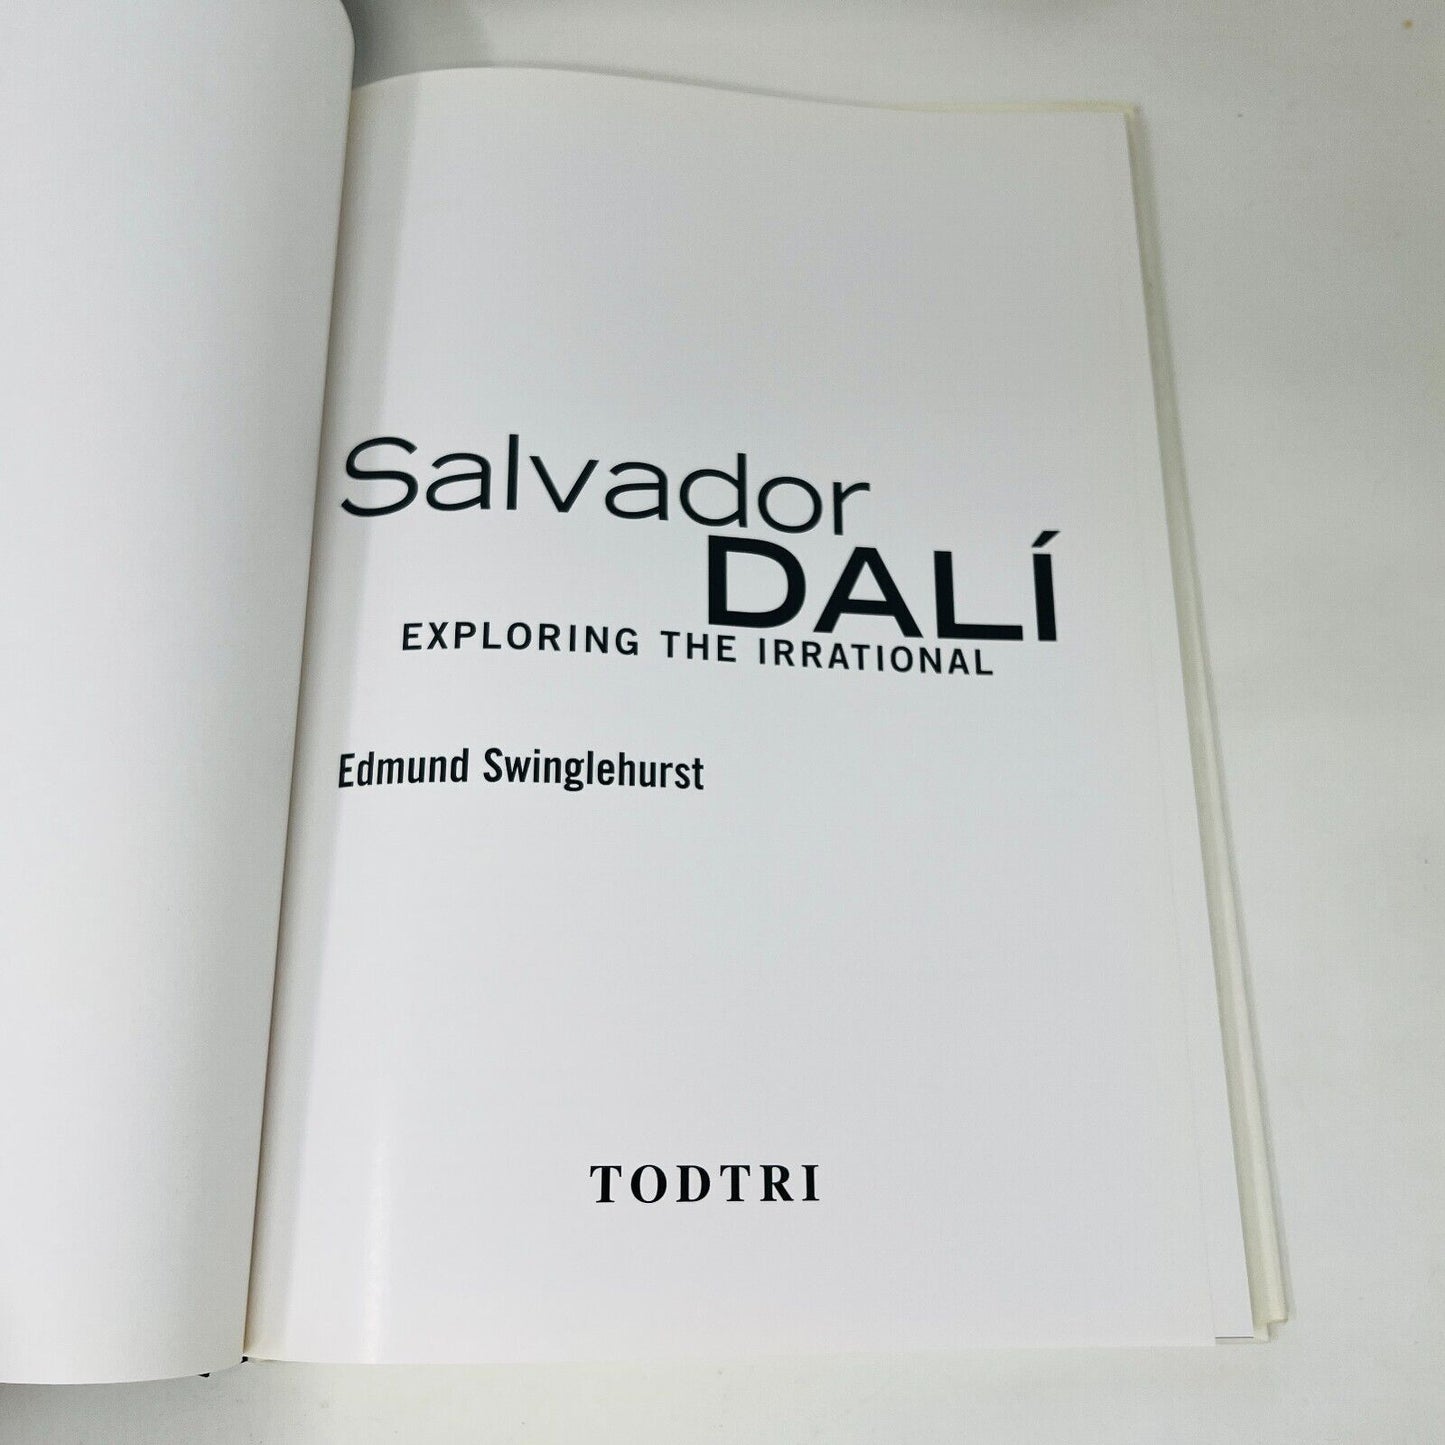 Salvador
DALÍ
EXPLORING THE IRRATIONAL
Edmund Swinglehurst
TODTRI